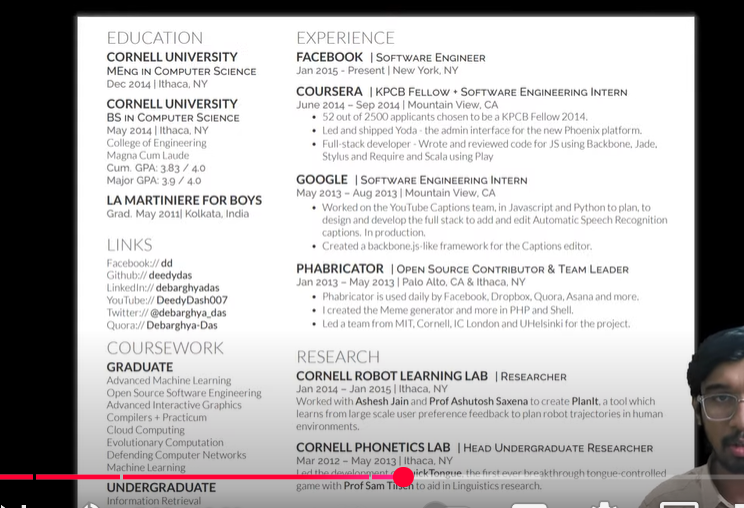 EDUCATION
CORNELL UNIVERSITY
MENG IN COMPUTER SCIENCE
Dec 2014 | Ithaca, NY
CORNELL UNIVERSITY
BS IN COMPUTER SCIENCE
May 2014 | Ithaca, NY
College of Engineering
Magna Cum Laude
Cum. GPA: 3.83 / 4.0
Major GPA: 3.9 / 4.0
LA MARTINIERE FOR BOYS
Grad. May 2011| Kolkata, India
LINKS
Facebook:// dd
Github:// deedydas
LinkedIn:// debarghyadas
YouTube:// DeedyDash007
Twitter:// @debarghya_das
Quora:// Debarghya-Das
COURSEWORK
GRADUATE
Advanced Machine Learning
Open Source Software Engineering
Advanced Interactive Graphics
Compilers + Practicum
Cloud Computing
Evolutionary Computation
Defending Computer Networks
Machine Learning
UNDERGRADUATE
Information Retrieval
EXPERIENCE
FACEBOOK | SOFTWARE ENGINEER
Jan 2015 - Present | New York, NY
COURSERA | KPCB FELLOW + SOFTWARE ENGINEERING INTERN
June 2014 – Sep 2014 | Mountain View, CA
• 52 out of 2500 applicants chosen to be a KPCB Fellow 2014.
• Led and shipped Yoda - the admin interface for the new Phoenix platform.
• Full-stack developer - Wrote and reviewed code for JS using Backbone, Jade,
Stylus and Require and Scala using Play
GOOGLE | SOFTWARE ENGINEERING INTERN
May 2013 – Aug 2013 | Mountain View, CA
• Worked on the YouTube Captions team, in Javascript and Python to plan, to
design and develop the full stack to add and edit Automatic Speech Recognition
captions. In production.
• Created a backbone.js-like framework for the Captions editor.
PHABRICATOR | OPEN SOURCE CONTRIBUTOR & TEAM LEADER
Jan 2013 – May 2013 | Palo Alto, CA & Ithaca, NY
• Phabricator is used daily by Facebook, Dropbox, Quora, Asana and more.
• I created the Meme generator and more in PHP and Shell.
• Led a team from MIT, Cornell, IC London and UHelsinki for the project.
RESEARCH
CORNELL ROBOT LEARNING LAB | RESEARCHER
Jan 2014 – Jan 2015 | Ithaca, NY
Worked with Ashesh Jain and Prof Ashutosh Saxena to create PlanIt, a tool which
learns from large scale user preference feedback to plan robot trajectories in human
environments.
CORNELL PHONETICS LAB | HEAD UNDERGRADUATE RESEARCHER
Mar 2012 – May 2013 | Ithaca, NY
Led the development of the first ever breakthrough tongue-controlled
game with Prof Sam to aid in Linguistics research.